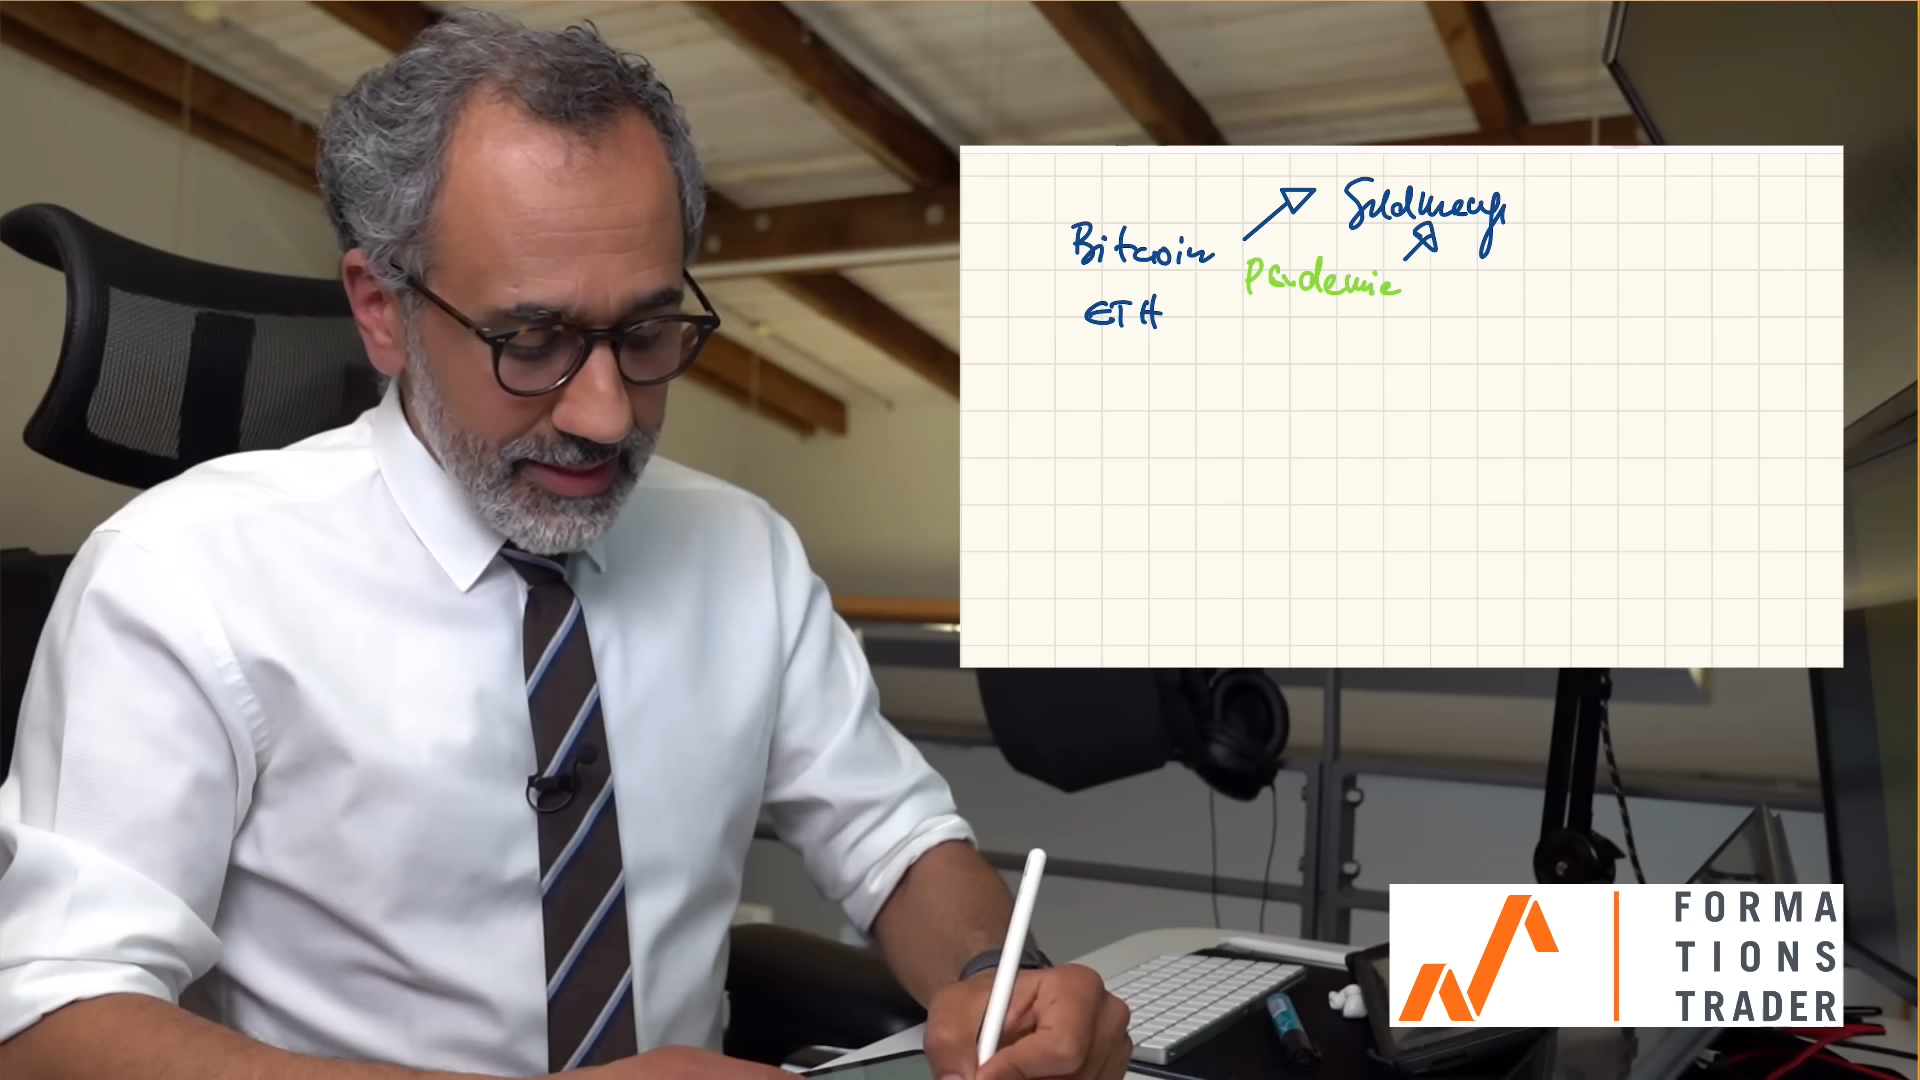 Geldmenge
Bitcoin
Pandemie
ETH
FORMA
TIONS
TRADER